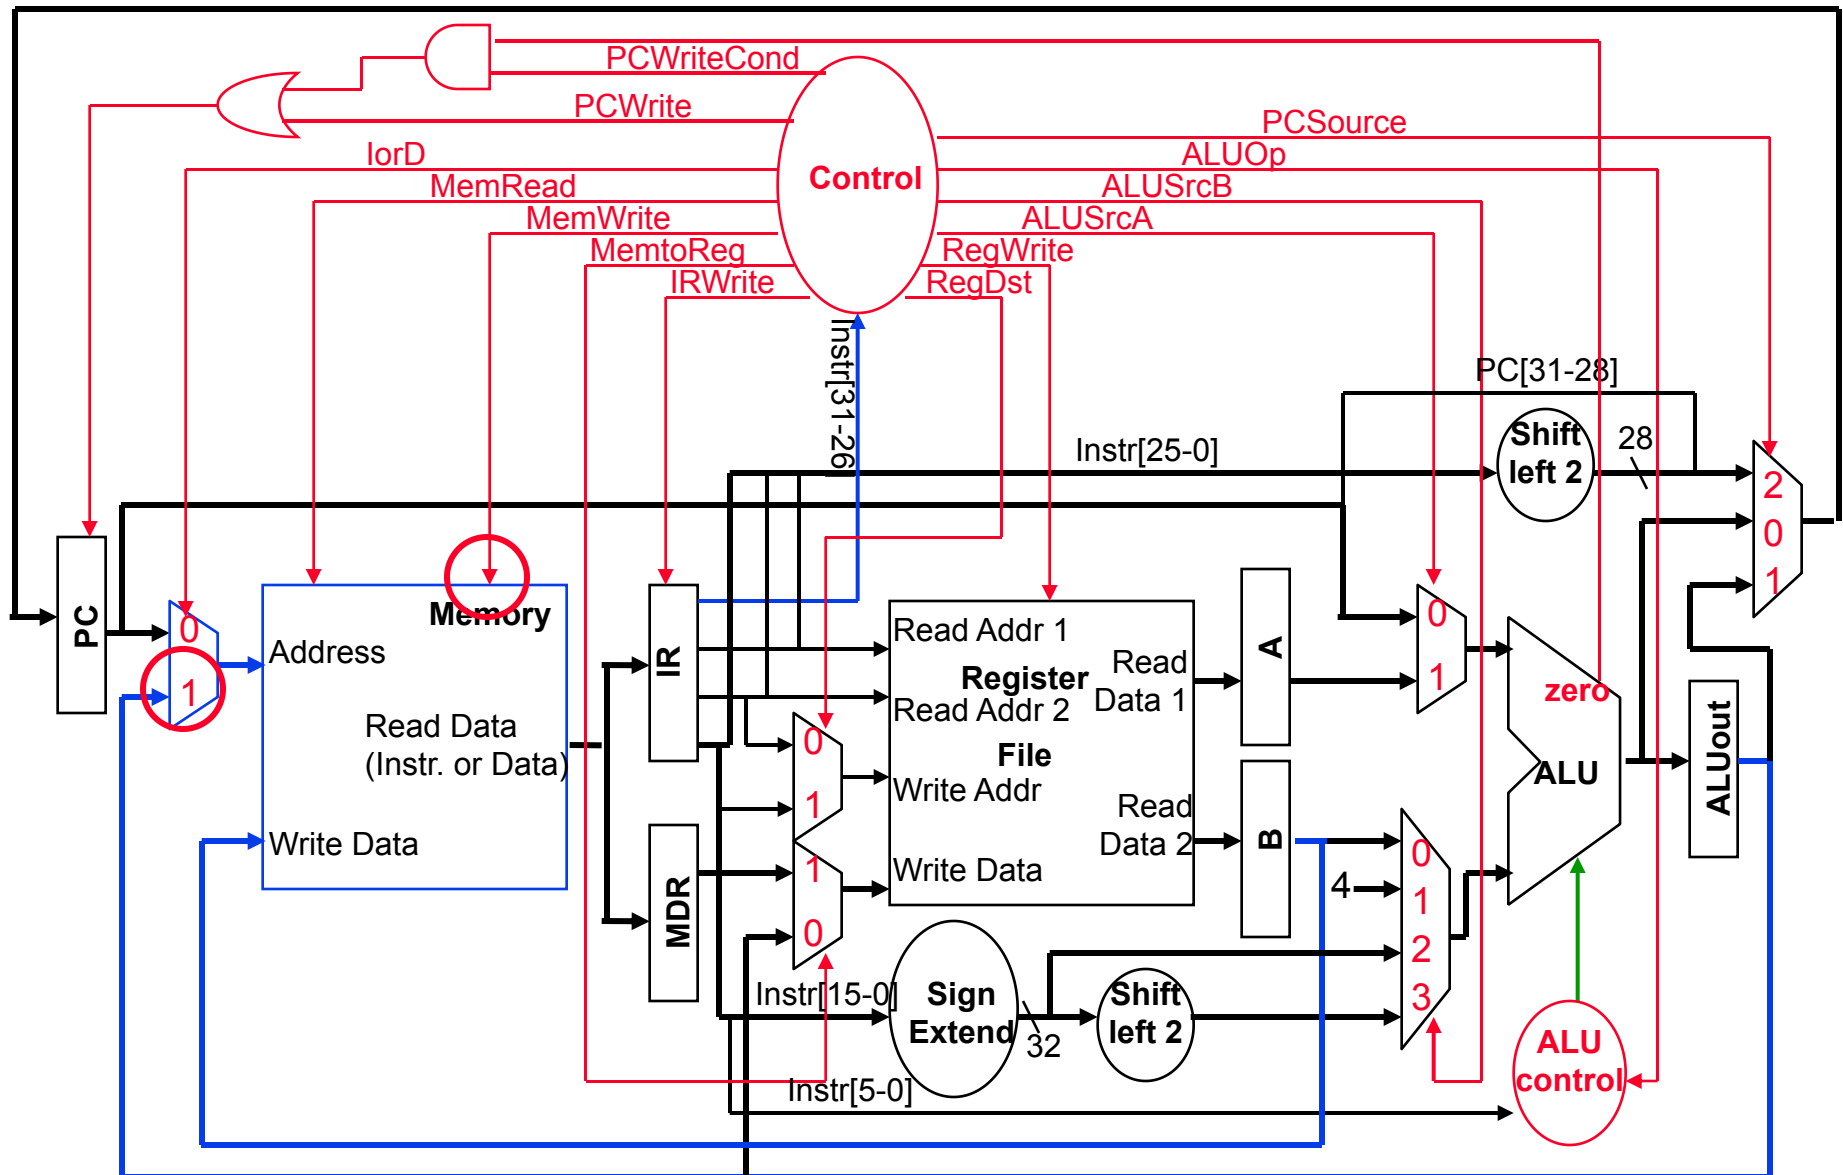 PCWriteCond
PCWrite
PCSource
IorD
ALUOp
Control
MemRead
ALUSrcB
MemWrite
ALUSrcA
MemtoReg
RegWrite
IRWrite
RegDst
Instr[31-26]
PC[31-28]
Instr[25-0]
Shift
left 2
28
2
0
1
PC
0
1
Memory
Address
Read Data
(Instr. or Data)
Write Data
IR
MDR
0
1
1
0
Read Addr 1
Register
Read Addr 2
File
Write Addr
Write Data
Read
Data 1
Read
Data 2
A
B
0
1
4
0
1
2
3
zero
ALU
ALUout
Instr[15-0]
Sign
Extend
32
Shift
left 2
Instr[5-0]
ALU
control